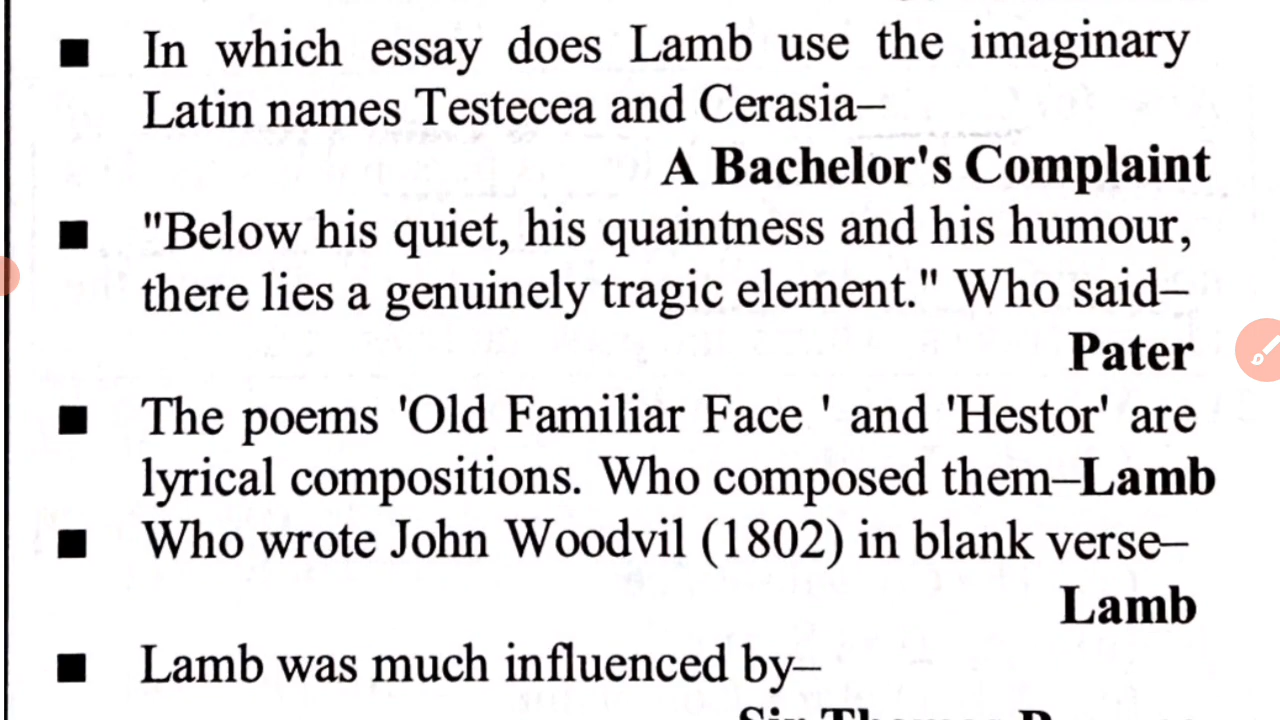 ■ In which essay does Lamb use the imaginary
Latin names Testecea and Cerasia–
A Bachelor's Complaint
■ "Below his quiet, his quaintness and his humour,
there lies a genuinely tragic element." Who said–
Pater
■ The poems 'Old Familiar Face ' and 'Hestor' are
lyrical compositions. Who composed them–Lamb
■ Who wrote John Woodvil (1802) in blank verse–
Lamb
■ Lamb was much influenced by–
Sir Thomas